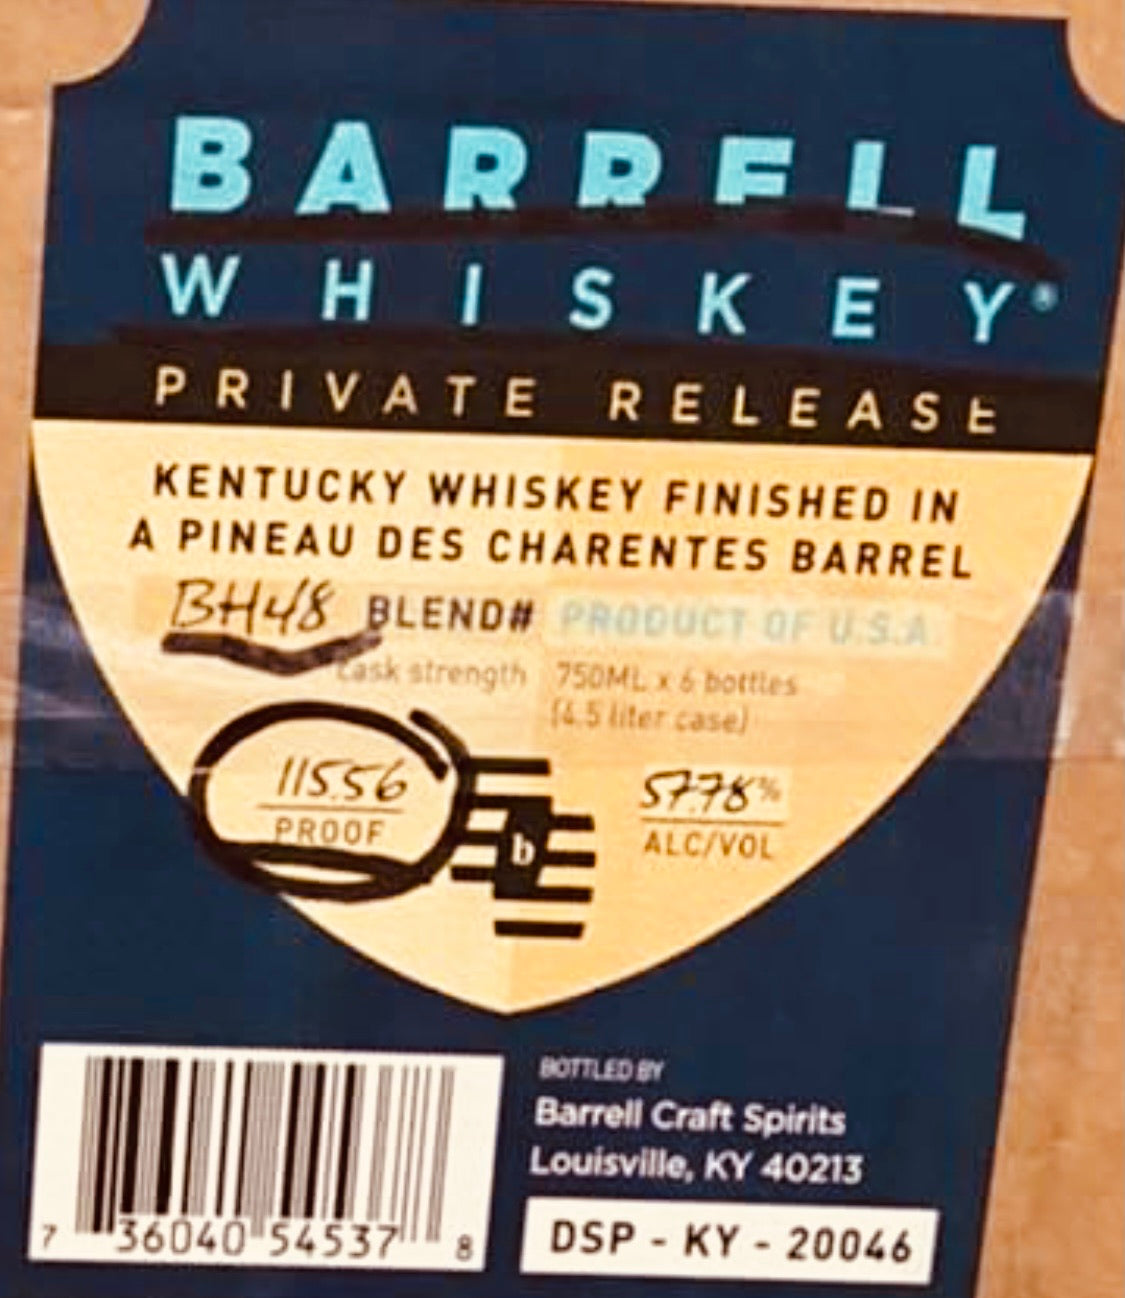 BARRELL
WHISKEY®
PRIVATE RELEASE
KENTUCKY WHISKEY FINISHED IN
A PINEAU DES CHARENTES BARREL
BH48 BLEND# PRODUCT OF U.S.A
Cask strength 750ML x 6 bottles
(4.5 liter case)
115.56 57.78%
PROOF ALC/VOL
b
BOTTLED BY
Barrell Craft Spirits
Louisville, KY 40213
DSP - KY - 20046
7 36040 54537 8